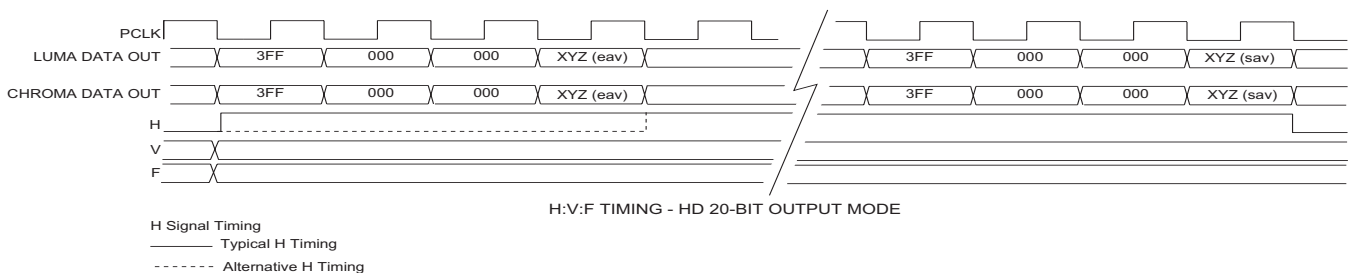 PCLK
LUMA DATA OUT 3FF 000 000 XYZ (eav) 3FF 000 000 XYZ (sav)
CHROMA DATA OUT 3FF 000 000 XYZ (eav) 3FF 000 000 XYZ (sav)
H
V
F
H:V:F TIMING - HD 20-BIT OUTPUT MODE
H Signal Timing
Typical H Timing
Alternative H Timing